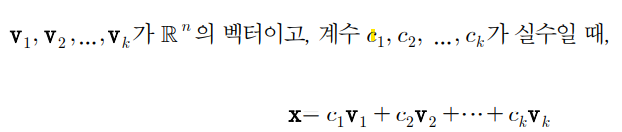 v₁, v₂, ..., vₖ가 ℝⁿ의 벡터이고, 계수 c₁, c₂, ..., cₖ가 실수일 때,
x= c₁v₁ + c₂v₂ +⋯+ cₖvₖ